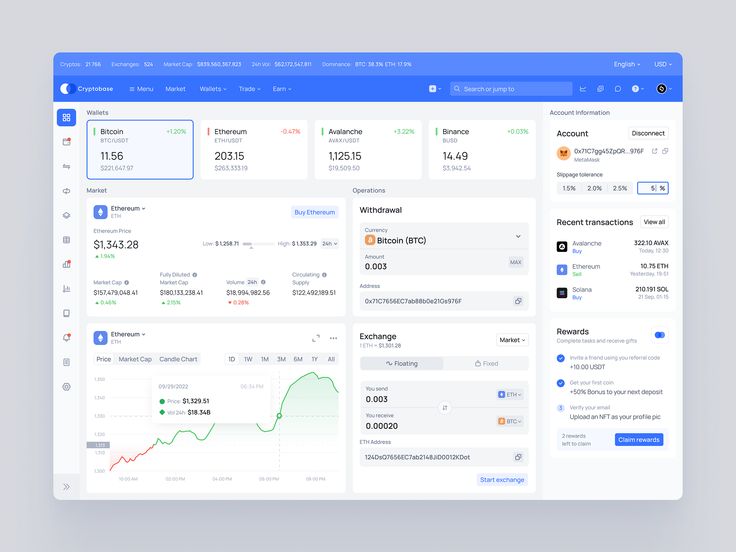 Cryptos: 21 766 Exchanges: 524 Market Cap: $839,560,367,823 24h Vol: $62,172,547,811 Dominance: BTC: 38.3% ETH: 17.9% English USD
Cryptobase Menu Market Wallets Trade Earn Search or jump to
Wallets
Bitcoin +1,20%
BTC/USDT
11.56
$221,647.97
Ethereum -0.47%
ETH/USDT
203.15
$263,333.19
Avalanche +3,22%
AVAX/USDT
1,125.15
$19,509.50
Binance +0,03%
BUSD
14.49
$3,942.54
Market
Ethereum
ETH
Buy Ethereum
Ethereum Price
$1,343.28
1.94%
Low: $1,258.71 High: $1,353.29 24h
Market Cap
$157,479,048.41
0.46%
Fully Diluted
Market Cap
$180,133,238.41
2.15%
Volume 24h
$18,994,982.56
0.28%
Circulating
Supply
122,492,189.51
Ethereum
ETH
Price Market Cap Candle Chart 1D 1W 1M 3M 6M 1Y All
1,350
1,340
1,330
1,320
1,310
1,300
09/29/2022 06:34 PM
Price $1,329.51
Vol 24h $18.34B
10:00 AM 02:00 PM 04:00 PM 06:00 PM 09:00 PM
Operations
Withdrawal
Currency
Bitcoin (BTC)
Amount
0.003
MAX
Address
0x71C7656EC7ab88b0e21Gs976F
Exchange
1 ETH = $1,301.28
Market
Floating Fixed
You send
0.003
ETH
You receive
0.00020
BTC
ETH Address
124DsO7656EC7ab2148JiD0012KDot
Start exchange
Account Information
Account
Disconnect
0x71C7gg45ZpQR...976F
MetaMask
Slippage tolerance
1.5% 2.0% 2.5% 5 %
Recent transactions
View all
Avalanche 322.10 AVAX
Buy Today, 12:30
Ethereum 10.75 ETH
Sell Yesterday, 19:51
Solana 210.191 SOL
Buy 21 Sep, 01:15
Rewards
Complete tasks and receive gifts
Invite a friend using you referral code
+10.00 USDT
Get your first coin
+50% Bonus to your next deposit
3 Verify your email
Upload an NFT as your profile pic
2 rewards
left to claim
Claim rewards